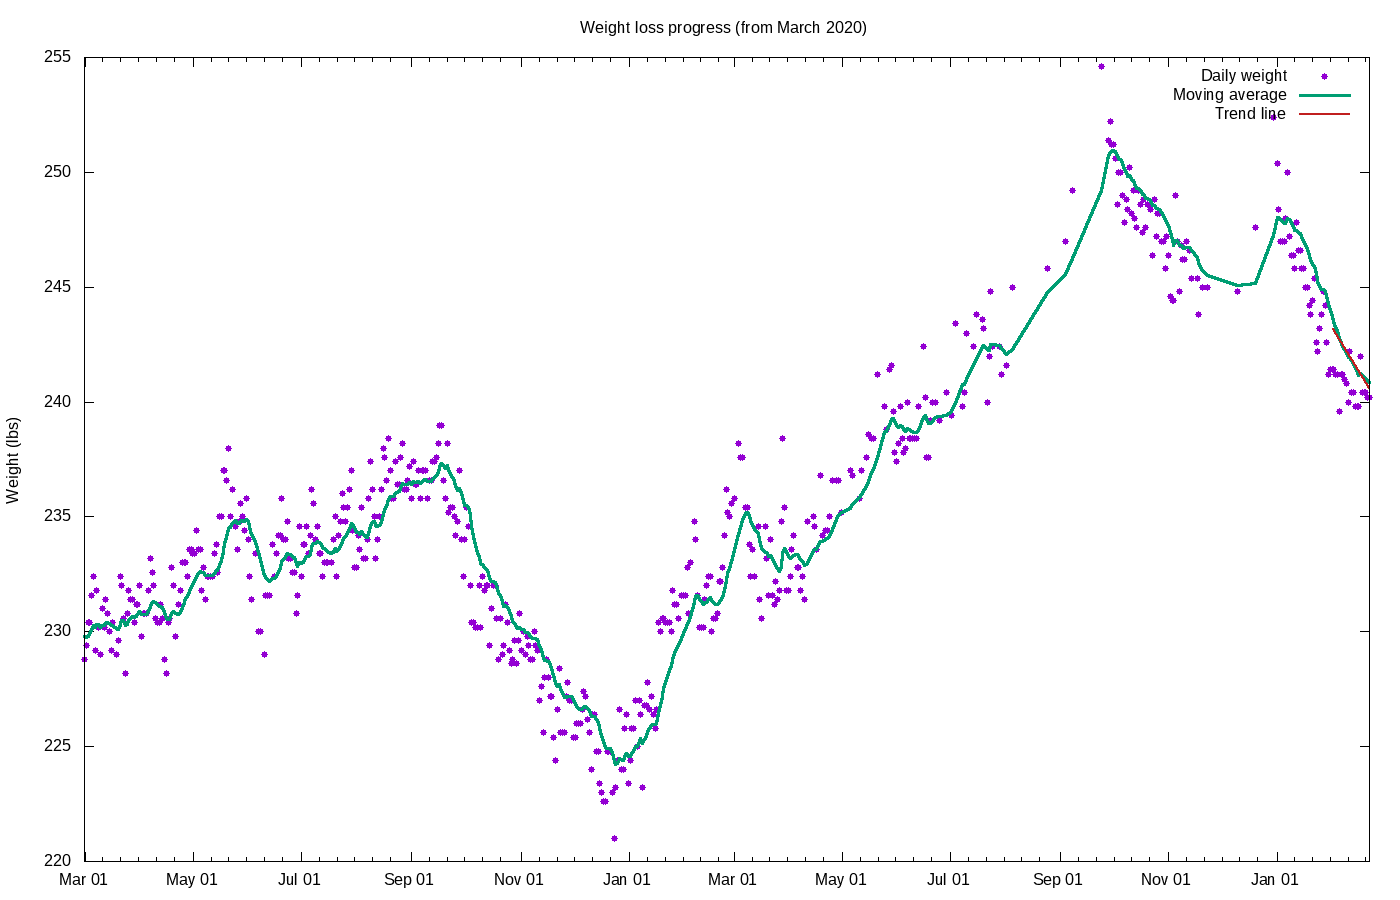 Weight loss progress (from March 2020)
255
250
245
240
235
230
225
220
Weight (lbs)
Daily weight
Moving average
Trend line
Mar 01 May 01 Jul 01 Sep 01 Nov 01 Jan 01 Mar 01 May 01 Jul 01 Sep 01 Nov 01 Jan 01